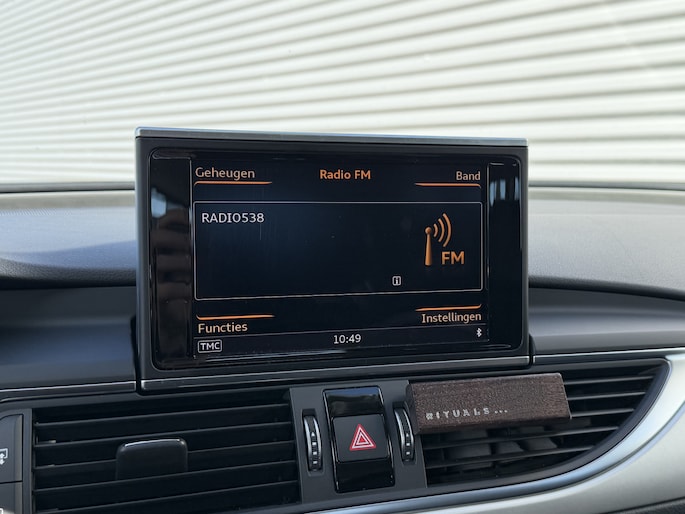 Geheugen Radio FM Band
RADIO538
FM
i
Functies Instellingen
TMC 10:49
RITUALS...